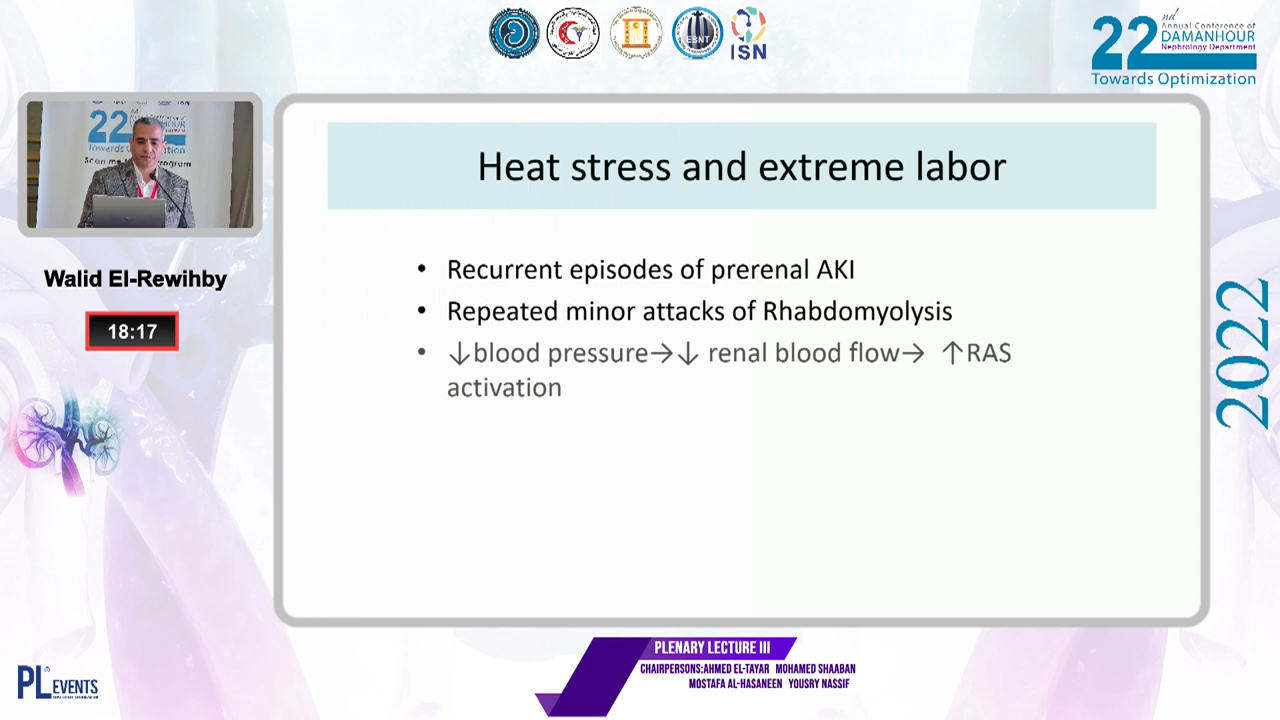 ESNT
ISN
22nd
Annual Conference of
DAMANHOUR
Nephrology Department
Towards Optimization
22
Walid El-Rewihby
18:17
Heat stress and extreme labor
• Recurrent episodes of prerenal AKI
• Repeated minor attacks of Rhabdomyolysis
• ↓blood pressure→↓ renal blood flow→ ↑RAS
activation
2022
PL EVENTS
PLENARY LECTURE III
CHAIRPERSONS:AHMED EL-TAYAR MOHAMED SHAABAN
MOSTAFA AL-HASANEEN YOUSRY NASSIF